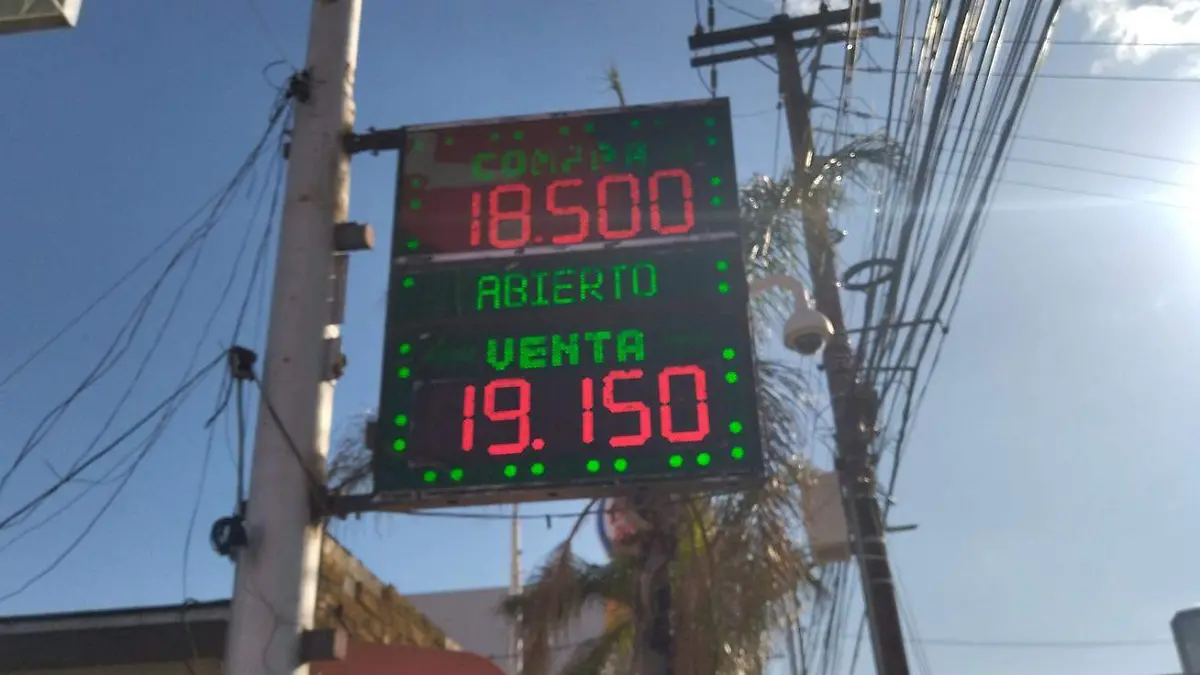 COMPRA
18.500
ABIERTO
VENTA
19.150